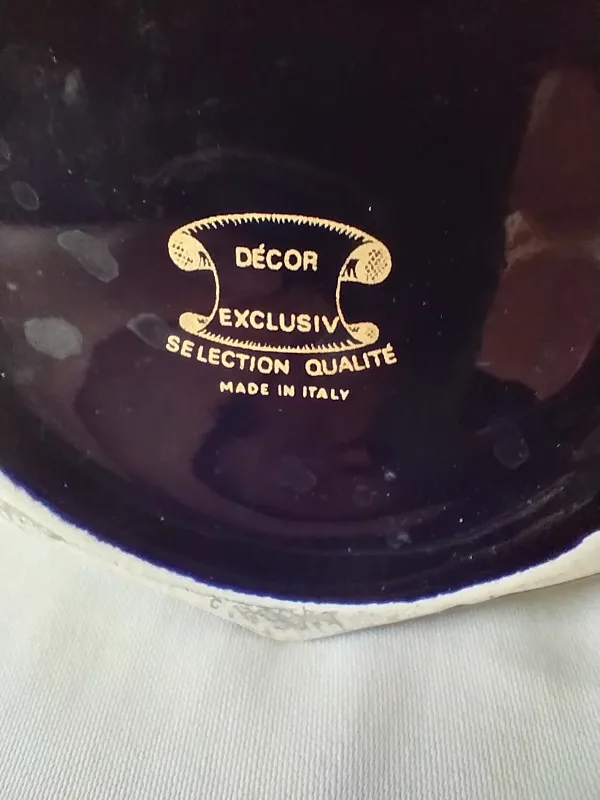 DÉCOR
EXCLUSIV
SELECTION QUALITÉ
MADE IN ITALY